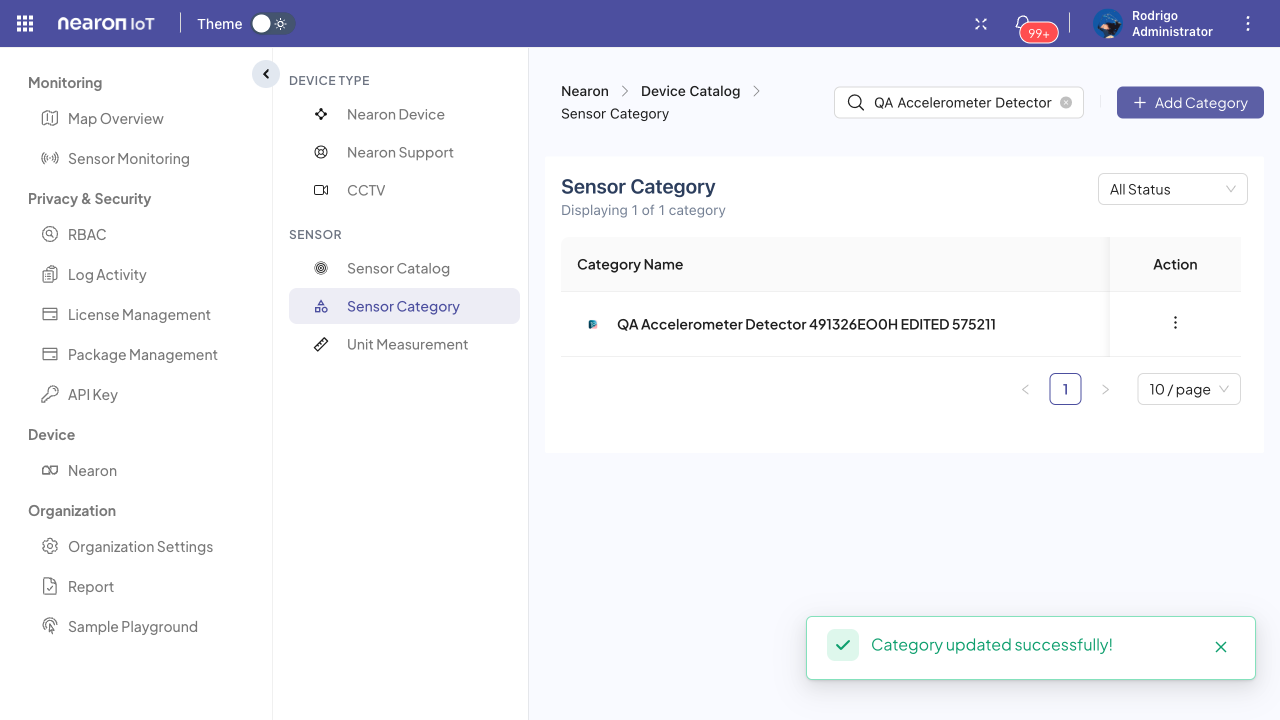 nearon IoT
Theme
99+
Rodrigo
Administrator
Monitoring
Map Overview
Sensor Monitoring
Privacy & Security
RBAC
Log Activity
License Management
Package Management
API Key
Device
Nearon
Organization
Organization Settings
Report
Sample Playground
DEVICE TYPE
Nearon Device
Nearon Support
CCTV
SENSOR
Sensor Catalog
Sensor Category
Unit Measurement
Nearon
Device Catalog
Sensor Category
QA Accelerometer Detector
Add Category
Sensor Category
Displaying 1 of 1 category
All Status
Category Name
Action
QA Accelerometer Detector 491326EO0H EDITED 575211
1
10 / page
Category updated successfully!